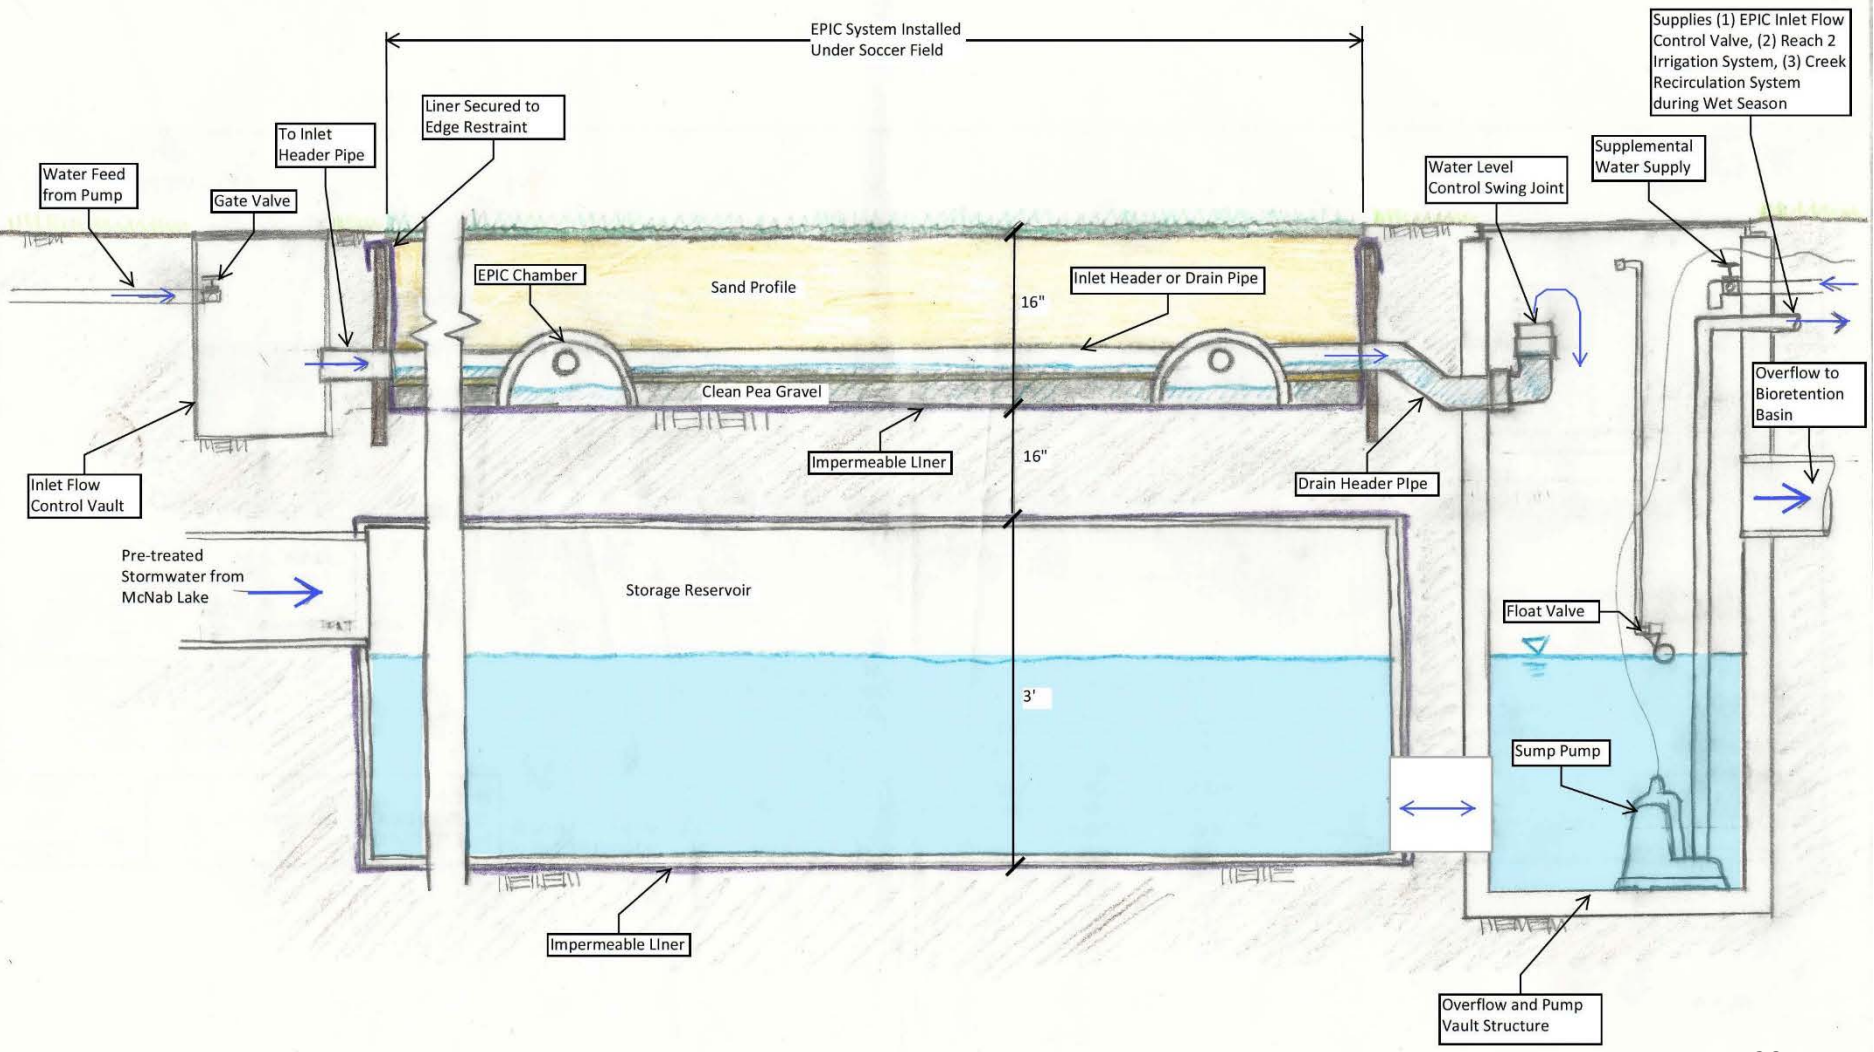 EPIC System Installed
Under Soccer Field
Supplies (1) EPIC Inlet Flow
Control Valve, (2) Reach 2
Irrigation System, (3) Creek
Recirculation System
during Wet Season
Liner Secured to
Edge Restraint
To Inlet
Header Pipe
Water Feed
from Pump
Gate Valve
Supplemental
Water Supply
Water Level
Control Swing Joint
EPIC Chamber
Sand Profile
Inlet Header or Drain Pipe
16"
Clean Pea Gravel
Overflow to
Bioretention
Basin
Impermeable LIner
16"
Drain Header PIpe
Inlet Flow
Control Vault
Pre-treated
Stormwater from
McNab Lake
Storage Reservoir
Float Valve
3'
Sump Pump
Impermeable LIner
Overflow and Pump
Vault Structure